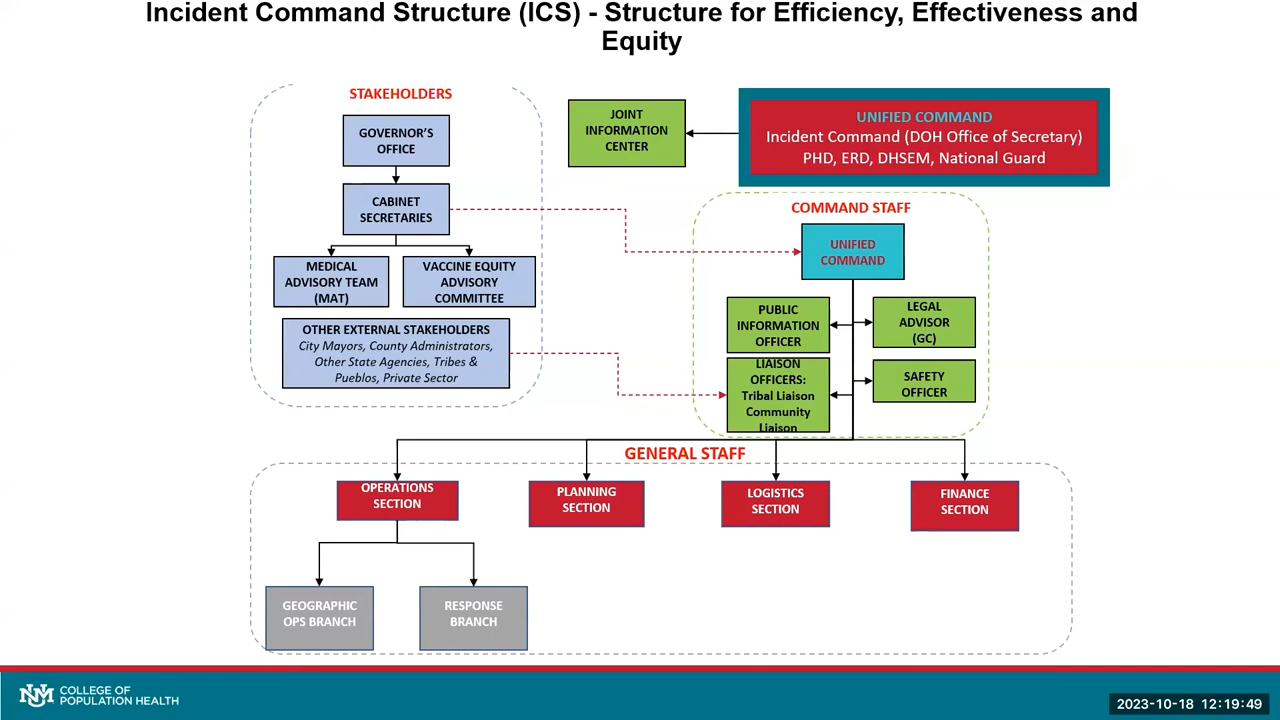 Incident Command Structure (ICS) - Structure for Efficiency, Effectiveness and
Equity
STAKEHOLDERS
GOVERNOR'S
OFFICE
CABINET
SECRETARIES
MEDICAL
ADVISORY TEAM
(MAT)
VACCINE EQUITY
ADVISORY
COMMITTEE
OTHER EXTERNAL STAKEHOLDERS
City Mayors, County Administrators,
Other State Agencies, Tribes &
Pueblos, Private Sector
JOINT
INFORMATION
CENTER
UNIFIED COMMAND
Incident Command (DOH Office of Secretary)
PHD, ERD, DHSEM, National Guard
COMMAND STAFF
UNIFIED
COMMAND
PUBLIC
INFORMATION
OFFICER
LEGAL
ADVISOR
(GC)
LIAISON
OFFICERS:
Tribal Liaison
Community
Liaison
SAFETY
OFFICER
GENERAL STAFF
OPERATIONS
SECTION
PLANNING
SECTION
LOGISTICS
SECTION
FINANCE
SECTION
GEOGRAPHIC
OPS BRANCH
RESPONSE
BRANCH
NM COLLEGE OF
POPULATION HEALTH
2023-10-18 12:19:49